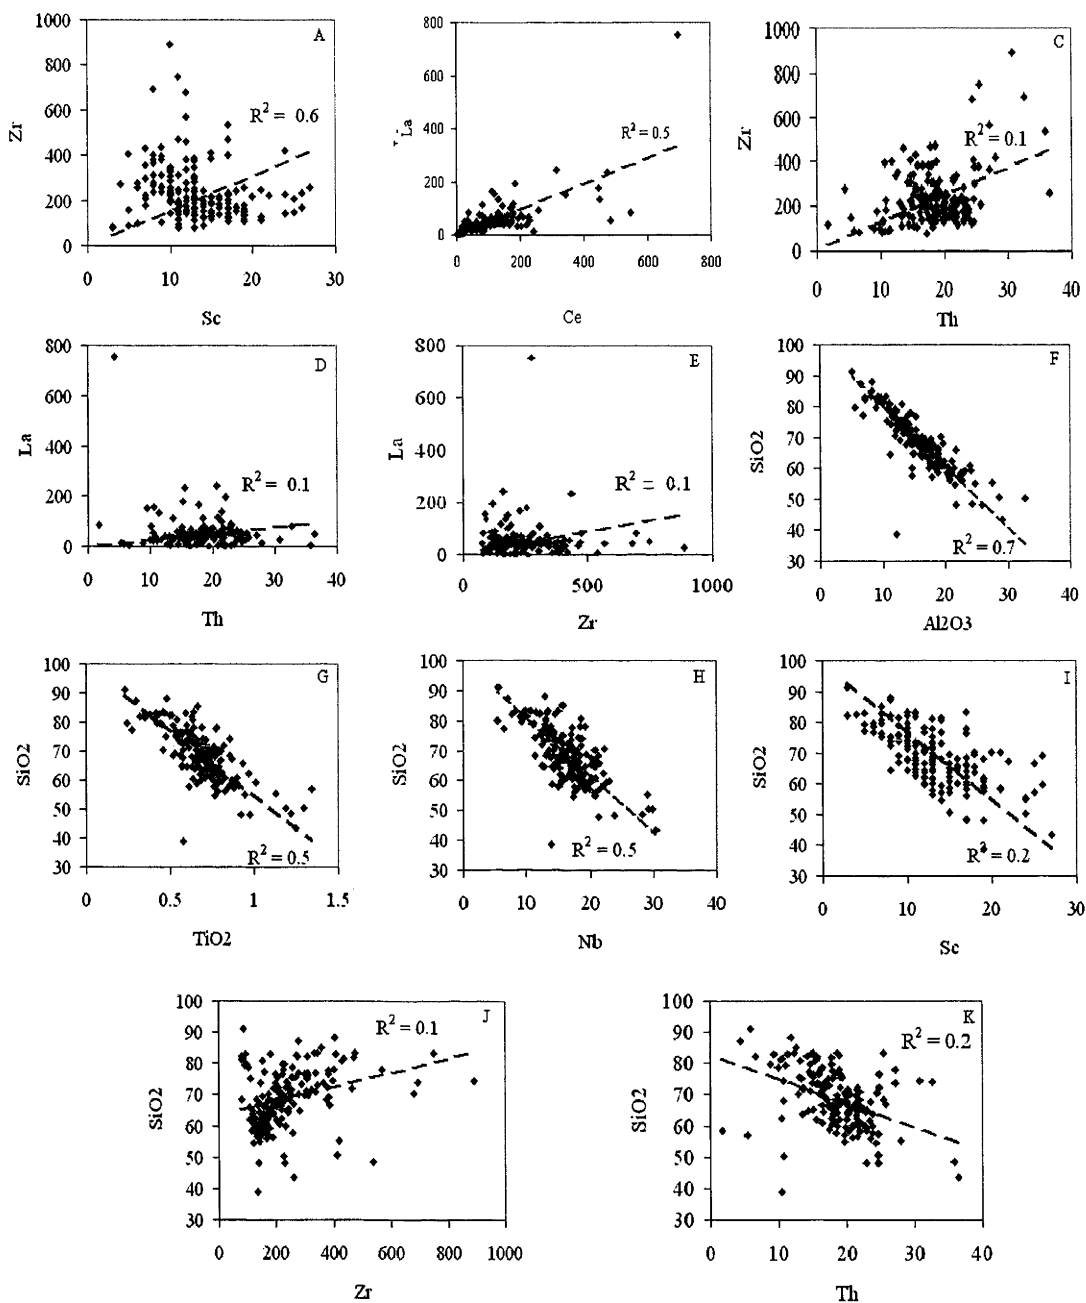 1000
800
600
400
200
0
Zr
A
R² = 0.6
0 10 20 30
Sc
800
600
400
200
0
La
R² = 0.5
0 200 400 600 800
Ce
1000
800
600
400
200
0
Zr
C
R² = 0.1
0 10 20 30 40
Th
800
600
400
200
0
La
D
R² = 0.1
0 10 20 30 40
Th
800
600
400
200
0
La
E
R² = 0.1
0 500 1000
Zr
100
90
80
70
60
50
40
30
SiO2
F
R² = 0.7
0 10 20 30 40
Al2O3
100
90
80
70
60
50
40
30
SiO2
G
R² = 0.5
0 0.5 1 1.5
TiO2
100
90
80
70
60
50
40
30
SiO2
H
R² = 0.5
0 10 20 30 40
Nb
100
90
80
70
60
50
40
30
SiO2
I
R² = 0.2
0 10 20 30
Sc
100
90
80
70
60
50
40
30
SiO2
J
R² = 0.1
0 200 400 600 800 1000
Zr
100
90
80
70
60
50
40
30
SiO2
K
R² = 0.2
0 10 20 30 40
Th